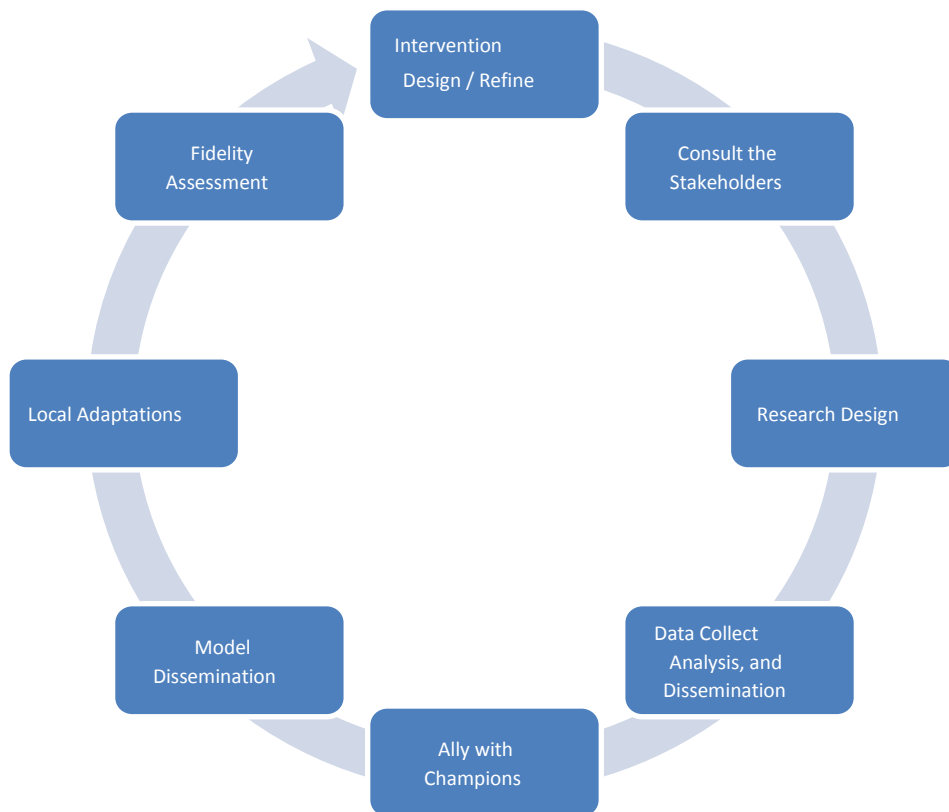 Intervention
Design / Refine
Consult the
Stakeholders
Research Design
Data Collect
Analysis, and
Dissemination
Ally with
Champions
Model
Dissemination
Local Adaptations
Fidelity
Assessment